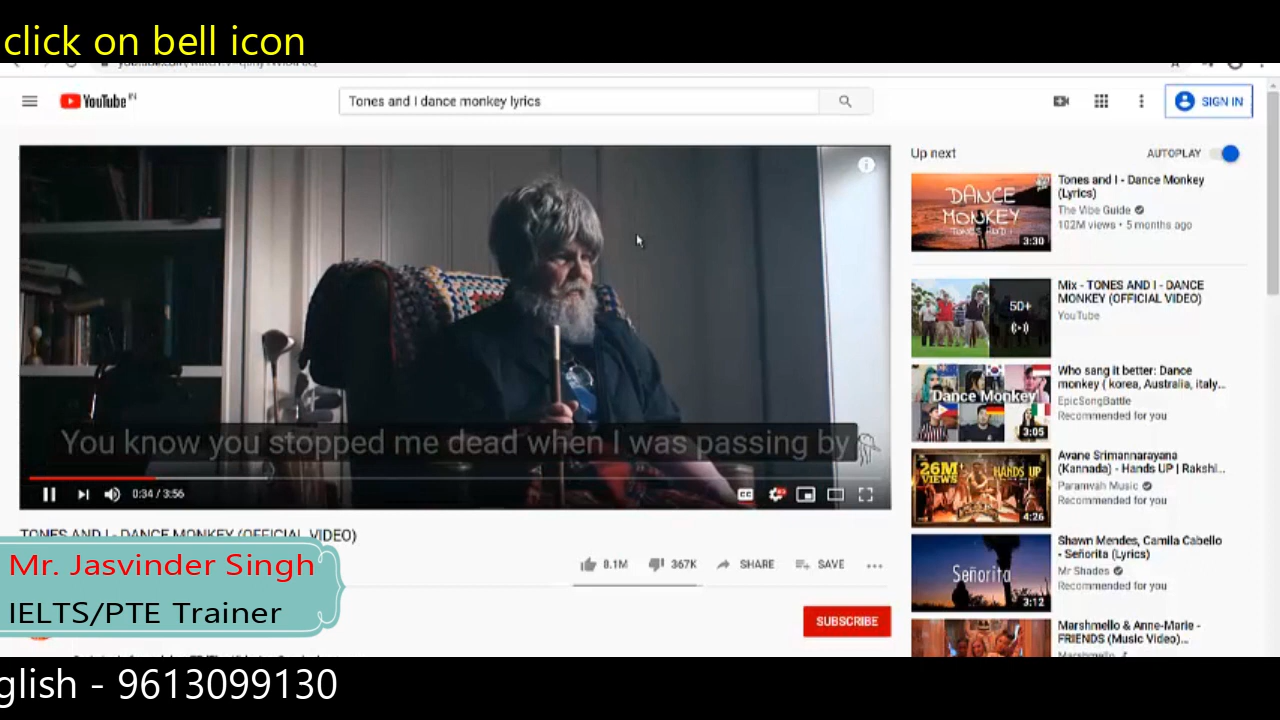 click on bell icon
YouTube IN
Tones and I dance monkey lyrics
SIGN IN
Up next
AUTOPLAY
You know you stopped me dead when I was passing by
0:34 / 3:56
CC
TONES AND I - DANCE MONKEY (OFFICIAL VIDEO)
8.1M
367K
SHARE
SAVE
SUBSCRIBE
Mr. Jasvinder Singh
IELTS/PTE Trainer
DANCE
MONKEY
TONES AND I
3:30
Tones and I - Dance Monkey
(Lyrics)
The Vibe Guide
102M views • 5 months ago
50+
Mix - TONES AND I - DANCE
MONKEY (OFFICIAL VIDEO)
YouTube
Dance Monkey
3:05
Who sang it better: Dance
monkey ( korea, Australia, italy...
EpicSongBattle
Recommended for you
26M
VIEWS
HANDS UP
4:26
Avane Srimannarayana
(Kannada) - Hands UP | Rakshi...
Paramvah Music
Recommended for you
Señorita
3:12
Shawn Mendes, Camila Cabello
- Señorita (Lyrics)
Mr Shades
Recommended for you
Marshmello & Anne-Marie -
FRIENDS (Music Video)...
Marshmello
glish - 9613099130